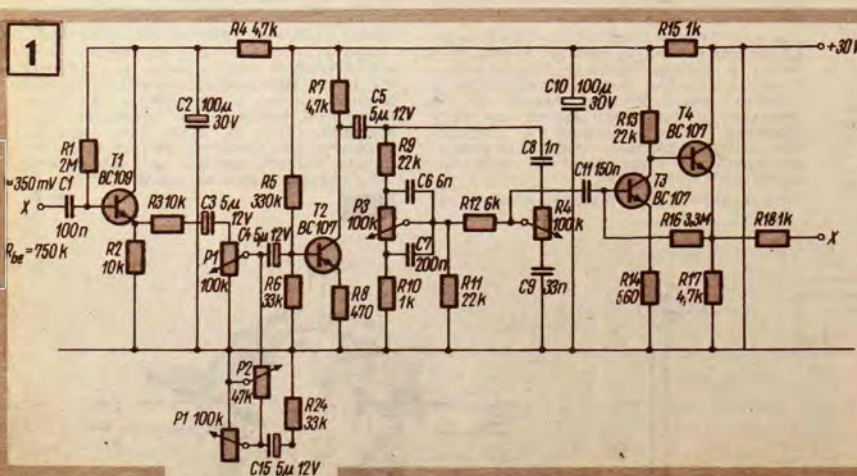 1
R4 4,7k
R15 1k
+30V
C2
100µ
30V
R7
4,7k
C5
5µ 12V
C10
100µ
30V
R13
22k
T4
BC107
R1
2M
T1
BC109
≈350mV
C1
X
100n
R3 10k
C3 5µ
12V
R5
330k
C4 5µ 12V
T2
BC107
R9
22k
C6 6n
C8 1n
P3
100k
R12 6k
R4
100k
C11 150n
T3
BC107
R16 3,3M
R18 1k
X
Rbe=750k
R2
10k
P1
100k
R6
33k
R8
470
C7
200n
R10
1k
R11
22k
C9
33n
R14
560
R17
4,7k
P2
47k
P1 100k
R24
33k
C15 5µ 12V